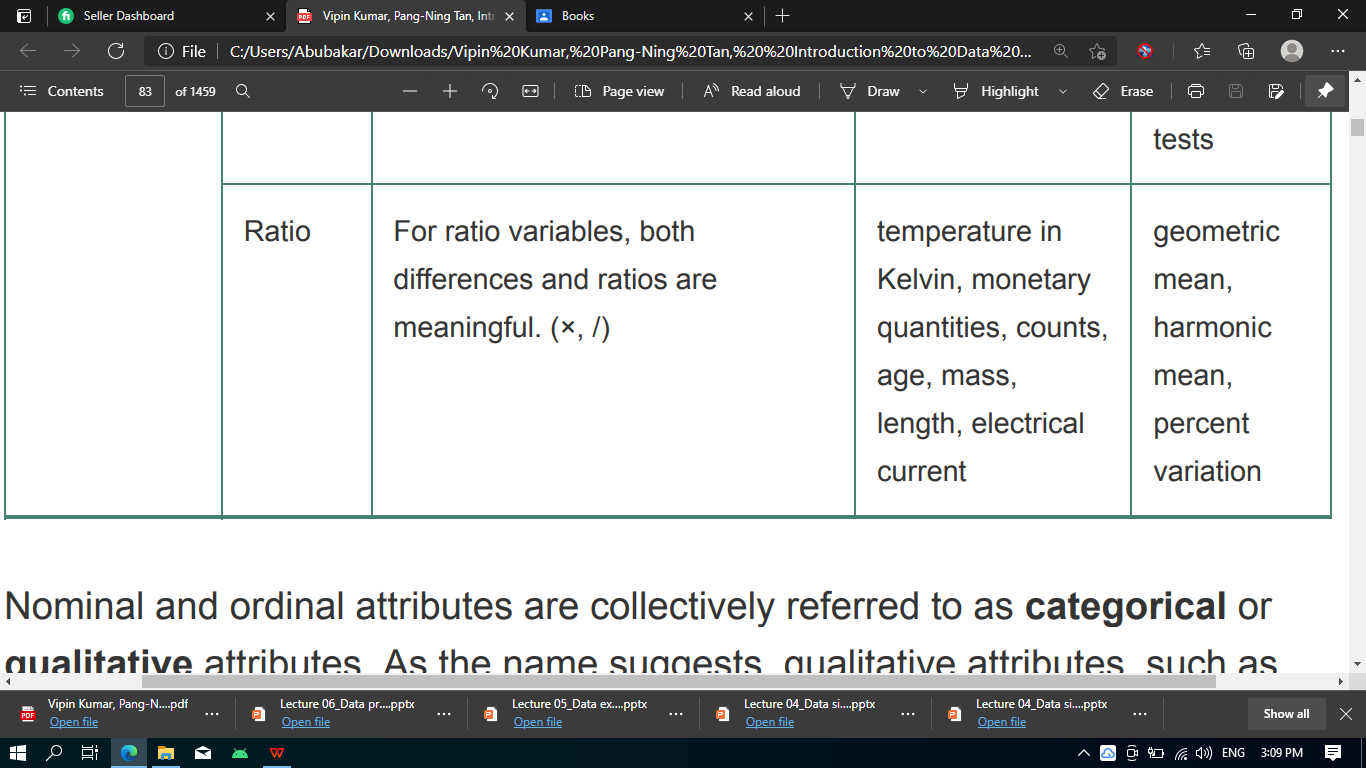 Seller Dashboard
Vipin Kumar, Pang-Ning Tan, Int
Books
File
C:/Users/Abubakar/Downloads/Vipin%20Kumar,%20Pang-Ning%20Tan,%20%20Introduction%20to%20Data%20...
Contents
83
of 1459
Page view
Read aloud
Draw
Highlight
Erase
tests
Ratio
For ratio variables, both
differences and ratios are
meaningful. (×, /)
temperature in
Kelvin, monetary
quantities, counts,
age, mass,
length, electrical
current
geometric
mean,
harmonic
mean,
percent
variation
Nominal and ordinal attributes are collectively referred to as categorical or
qualitative attributes. As the name suggests, qualitative attributes, such as
Vipin Kumar, Pang-N....pdf
Open file
Lecture 06_Data pr....pptx
Open file
Lecture 05_Data ex....pptx
Open file
Lecture 04_Data si....pptx
Open file
Lecture 04_Data si....pptx
Open file
Show all
ENG
3:09 PM